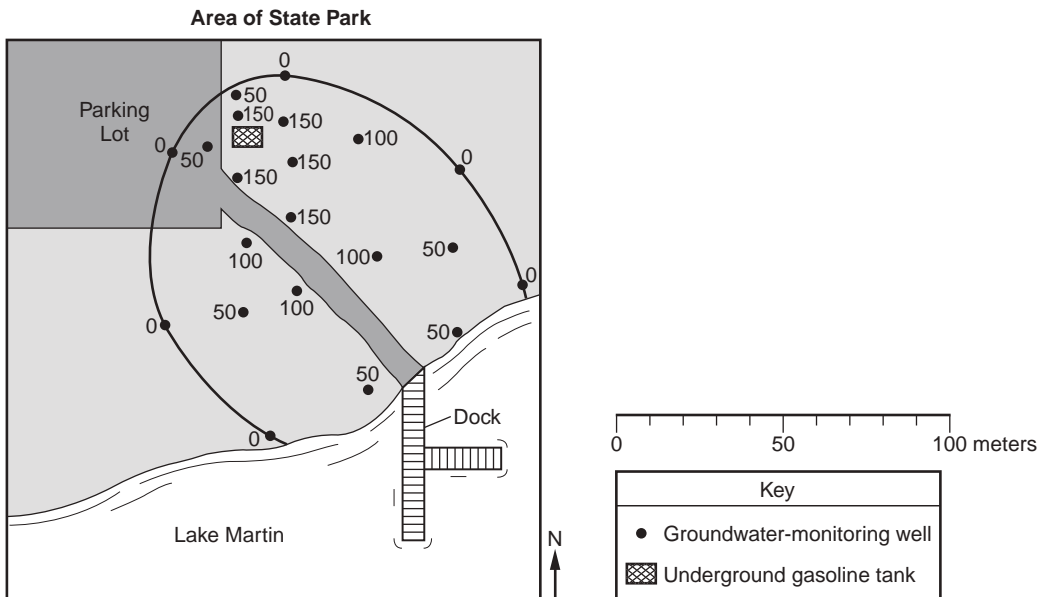 Area of State Park
0
50
Parking
Lot
150
150
100
0
50
0
150
150
150
100
100
50
0
50
100
0
50
50
Dock
0
0
50
100 meters
Key
Lake Martin
N
Groundwater-monitoring well
Underground gasoline tank